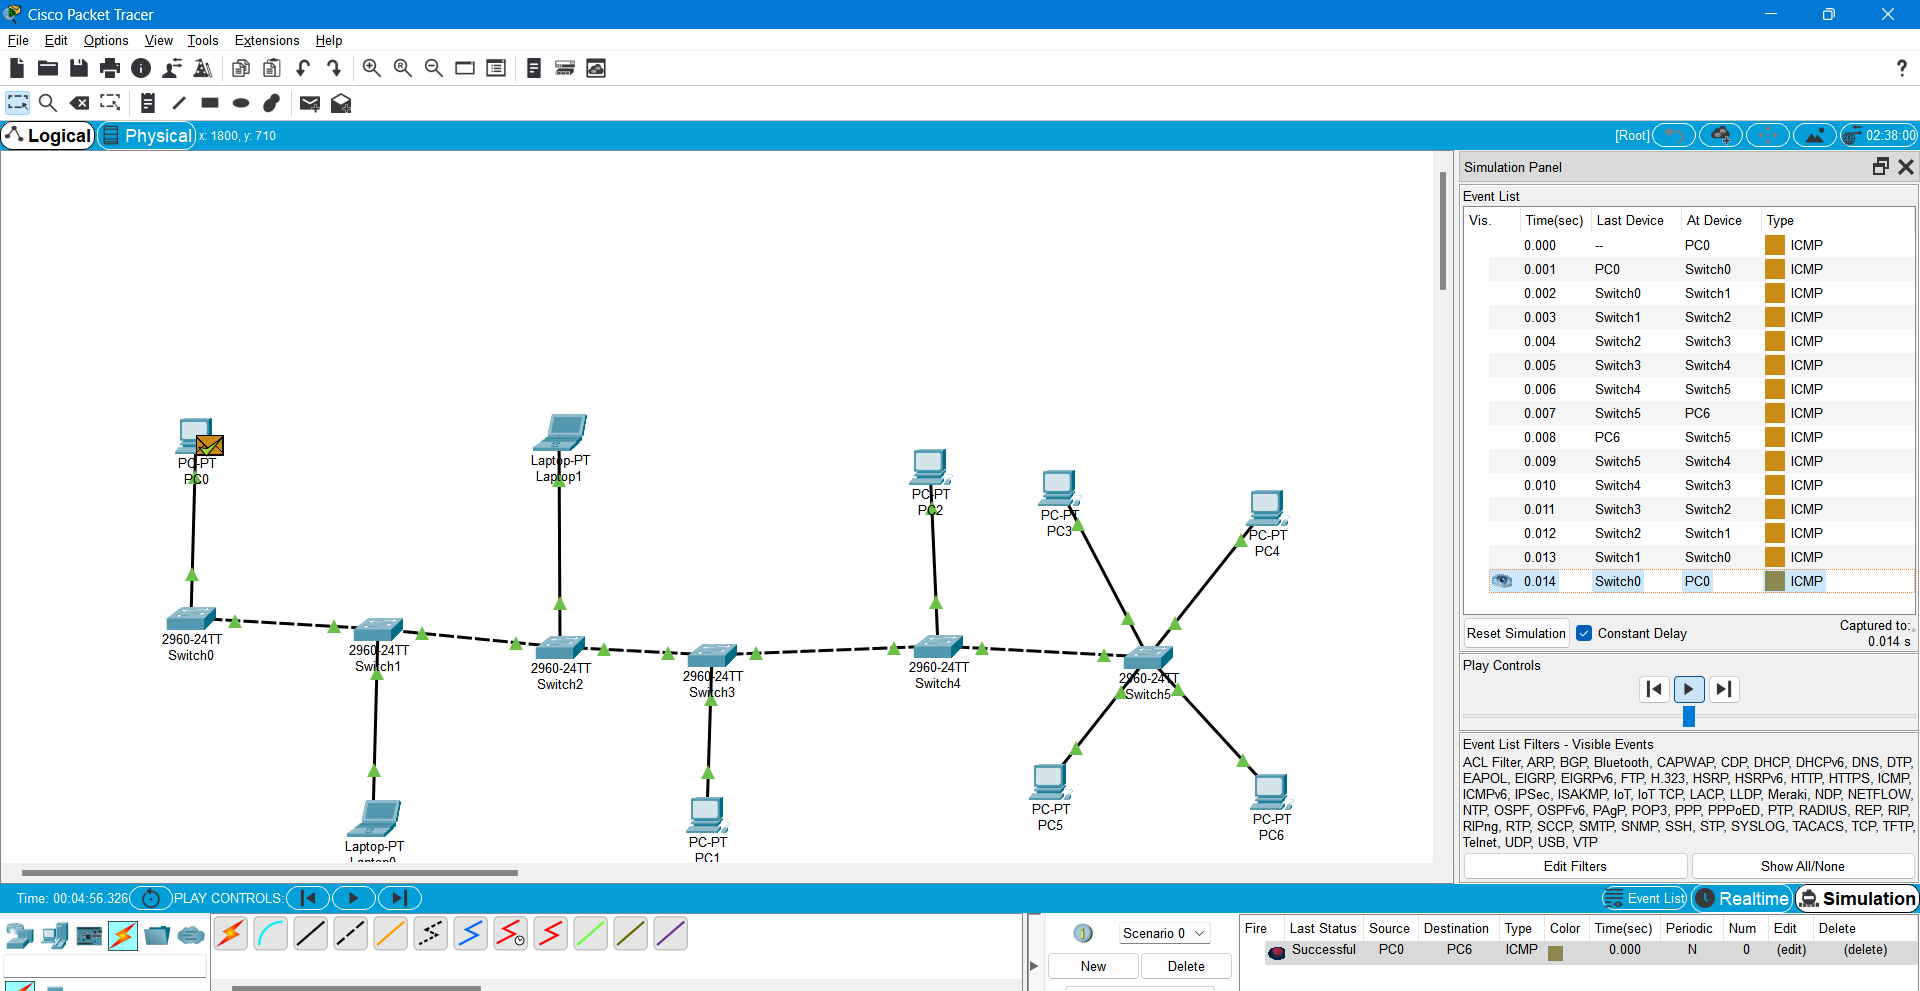 Cisco Packet Tracer
File Edit Options View Tools Extensions Help
?
Logical Physical x: 1800, y: 710 [Root] 02:38:00
Simulation Panel
Event List
Vis. Time(sec) Last Device At Device Type
0.000 -- PC0 ICMP
0.001 PC0 Switch0 ICMP
0.002 Switch0 Switch1 ICMP
0.003 Switch1 Switch2 ICMP
0.004 Switch2 Switch3 ICMP
0.005 Switch3 Switch4 ICMP
0.006 Switch4 Switch5 ICMP
0.007 Switch5 PC6 ICMP
0.008 PC6 Switch5 ICMP
0.009 Switch5 Switch4 ICMP
0.010 Switch4 Switch3 ICMP
0.011 Switch3 Switch2 ICMP
0.012 Switch2 Switch1 ICMP
0.013 Switch1 Switch0 ICMP
0.014 Switch0 PC0 ICMP
Reset Simulation Constant Delay Captured to:
0.014 s
Play Controls
Event List Filters - Visible Events
ACL Filter, ARP, BGP, Bluetooth, CAPWAP, CDP, DHCP, DHCPv6, DNS, DTP,
EAPOL, EIGRP, EIGRPv6, FTP, H.323, HSRP, HSRPv6, HTTP, HTTPS, ICMP,
ICMPv6, IPSec, ISAKMP, IoT, IoT TCP, LACP, LLDP, Meraki, NDP, NETFLOW,
NTP, OSPF, OSPFv6, PAgP, POP3, PPP, PPPoED, PTP, RADIUS, REP, RIP,
RIPng, RTP, SCCP, SMTP, SNMP, SSH, STP, SYSLOG, TACACS, TCP, TFTP,
Telnet, UDP, USB, VTP
Edit Filters Show All/None
PC-PT
PC0
Laptop-PT
Laptop1
PC-PT
PC2
PC-PT
PC3
PC-PT
PC4
2960-24TT
Switch0
2960-24TT
Switch1
2960-24TT
Switch2
2960-24TT
Switch3
2960-24TT
Switch4
2960-24TT
Switch5
Laptop-PT
Laptop0
PC-PT
PC1
PC-PT
PC5
PC-PT
PC6
Time: 00:04:56.326 PLAY CONTROLS: Event List Realtime Simulation
Scenario 0
New Delete
Fire Last Status Source Destination Type Color Time(sec) Periodic Num Edit Delete
Successful PC0 PC6 ICMP 0.000 N 0 (edit) (delete)